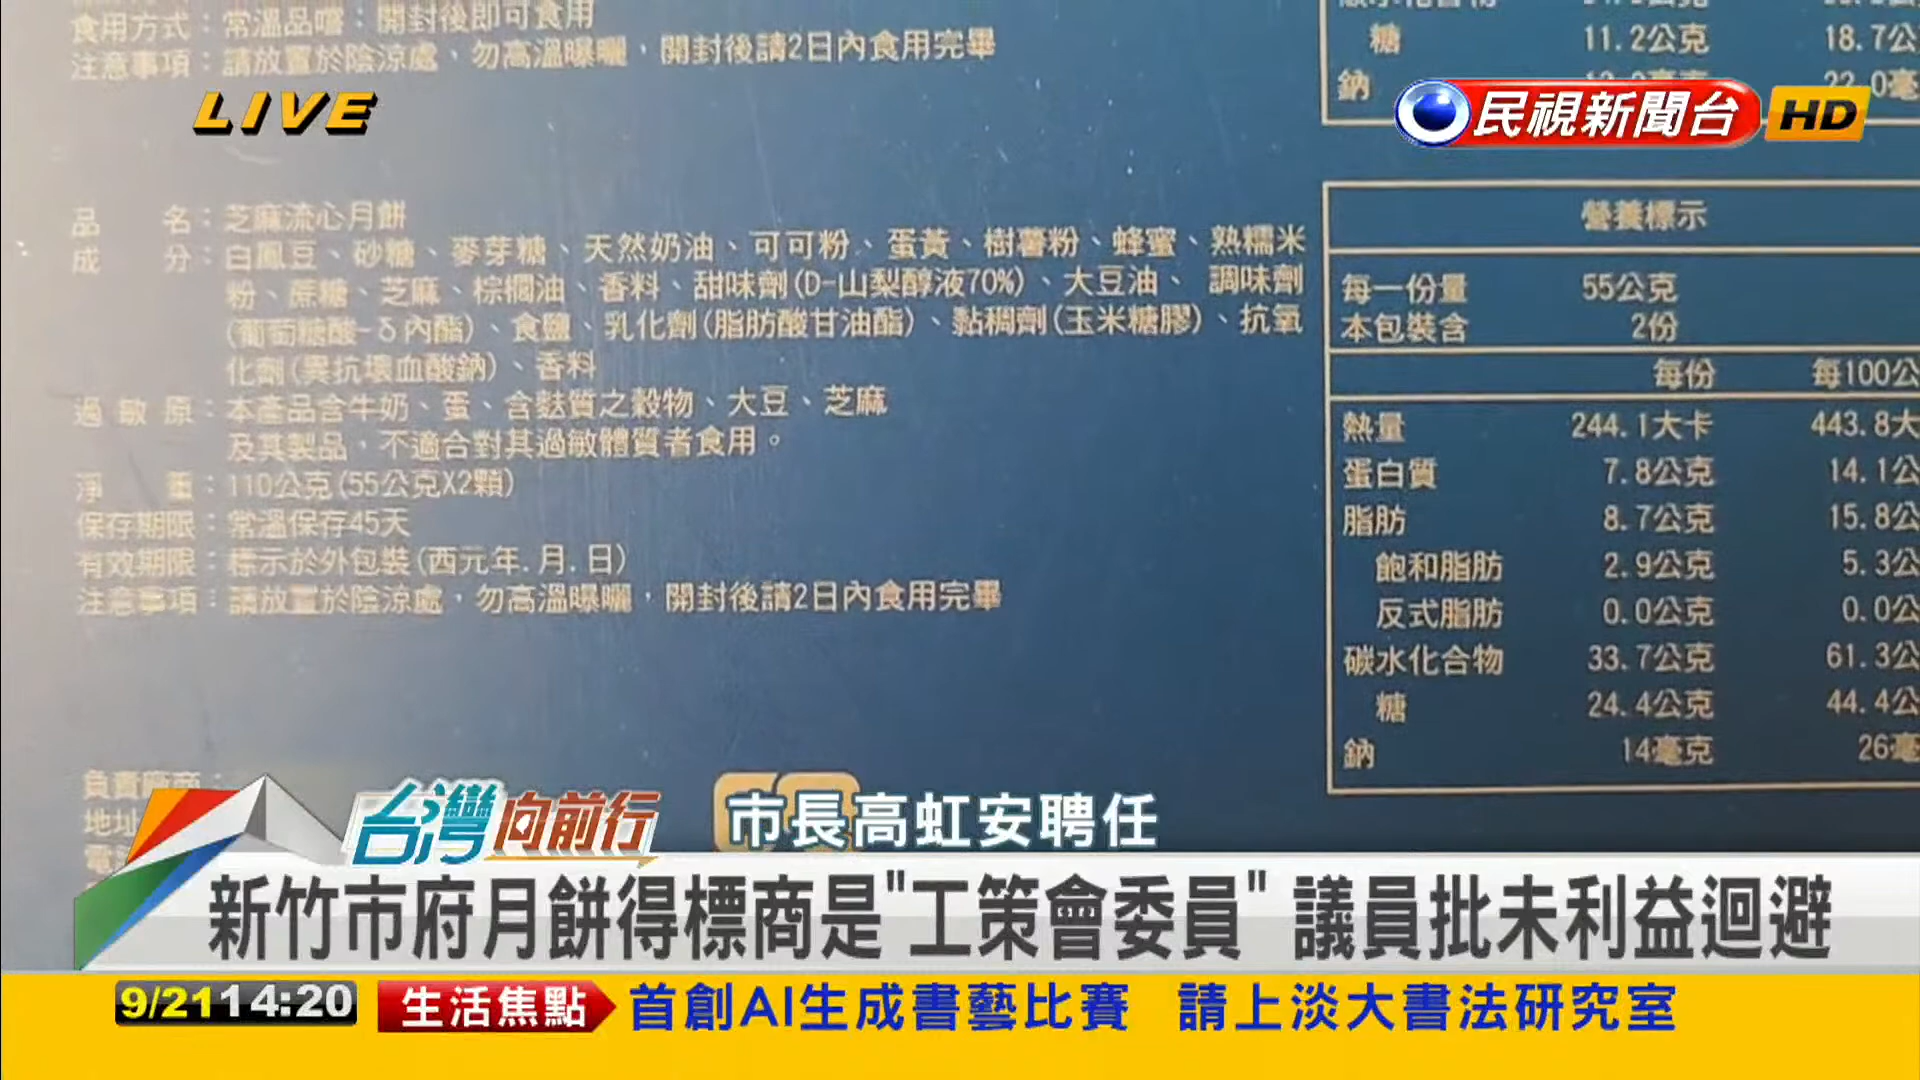 食用方式：常溫品嚐：開封後即可食用
注意事項：請放置於陰涼處，勿高溫曝曬，開封後請2日內食用完畢
糖 11.2公克 18.7公
鈉 22.0毫
LIVE
民視新聞台 HD
品名：芝麻流心月餅
成分：白鳳豆、砂糖、麥芽糖、天然奶油、可可粉、蛋黃、樹薯粉、蜂蜜、熟糯米
粉、蔗糖、芝麻、棕櫚油、香料、甜味劑(D-山梨醇液70%)、大豆油、調味劑
(葡萄糖酸-δ內酯)、食鹽、乳化劑(脂肪酸甘油酯)、黏稠劑(玉米糖膠)、抗氧
化劑(異抗壞血酸鈉)、香料
過敏原：本產品含牛奶、蛋、含麩質之穀物、大豆、芝麻
及其製品，不適合對其過敏體質者食用。
淨重：110公克(55公克X2顆)
保存期限：常溫保存45天
有效期限：標示於外包裝(西元年.月.日)
注意事項：請放置於陰涼處，勿高溫曝曬，開封後請2日內食用完畢
營養標示
每一份量 55公克
本包裝含 2份
每份 每100公
熱量 244.1大卡 443.8大
蛋白質 7.8公克 14.1公
脂肪 8.7公克 15.8公
飽和脂肪 2.9公克 5.3公
反式脂肪 0.0公克 0.0公
碳水化合物 33.7公克 61.3公
糖 24.4公克 44.4公
鈉 14毫克 26毫
負責廠商：
地址
電
台灣向前行
市長高虹安聘任
新竹市府月餅得標商是"工策會委員" 議員批未利益迴避
9/21 14:20 生活焦點 首創AI生成書藝比賽 請上淡大書法研究室